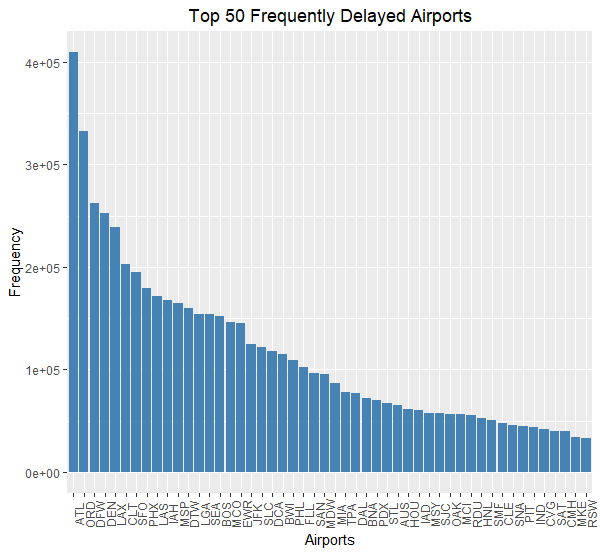 Top 50 Frequently Delayed Airports
Frequency
4e+05
3e+05
2e+05
1e+05
0e+00
ATL
ORD
DFW
DEN
LAX
CLT
SFO
PHX
LAS
IAH
MSP
DTW
LGA
SEA
BOS
MCO
EWR
JFK
SLC
DCA
BWI
PHL
FLL
SAN
MDW
MIA
TPA
DAL
BNA
PDX
STL
AUS
HOU
IAD
MSY
SJC
OAK
MCI
RDU
HNL
SMF
CLE
SNA
PIT
IND
CVG
SAT
CMH
MKE
RSW
Airports